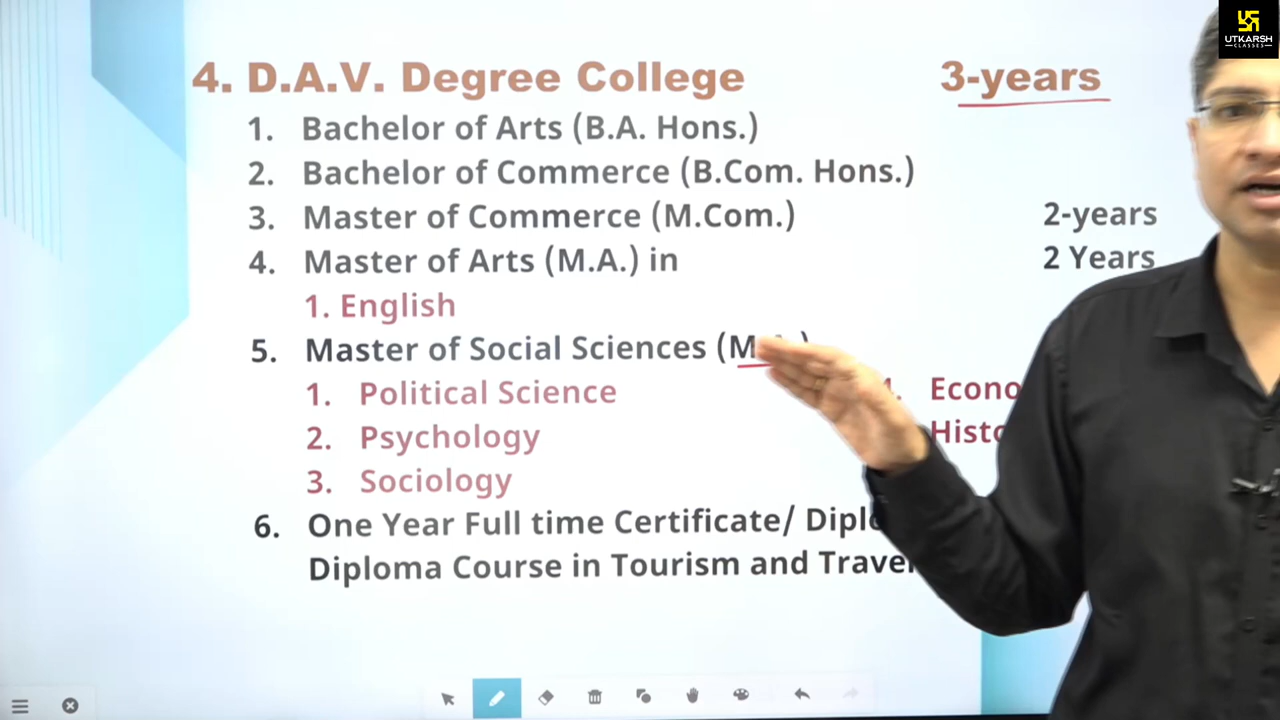 UTKARSH
CLASSES
4. D.A.V. Degree College 3-years
1. Bachelor of Arts (B.A. Hons.)
2. Bachelor of Commerce (B.Com. Hons.)
3. Master of Commerce (M.Com.) 2-years
4. Master of Arts (M.A.) in 2 Years
1. English
5. Master of Social Sciences
1. Political Science
2. Psychology
3. Sociology
6. One Year Full time Certificate/
Diploma Course in Tourism and